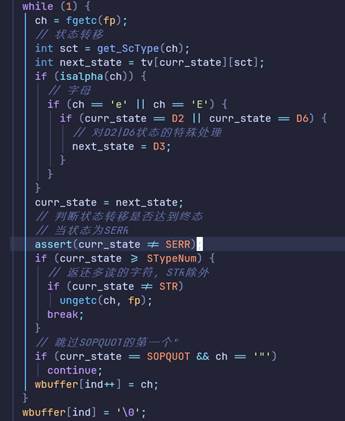 while (1) {
ch = fgetc(fp);
// 状态转移
int sct = get_ScType(ch);
int next_state = tv[curr_state][sct];
if (isalpha(ch)) {
// 字母
if (ch == 'e' || ch == 'E') {
if (curr_state == D2 || curr_state == D6) {
// 对D2|D6状态的特殊处理
next_state = D3;
}
}
}
curr_state = next_state;
// 判断状态转移是否达到终态
// 当状态为SERR
assert(curr_state != SERR);
if (curr_state >= STypeNum) {
// 返还多读的字符, STR除外
if (curr_state != STR)
ungetc(ch, fp);
break;
}
// 跳过SOPQUOT的第一个"
if (curr_state == SOPQUOT && ch == '"')
continue;
wbuffer[ind++] = ch;
}
wbuffer[ind] = '\0';